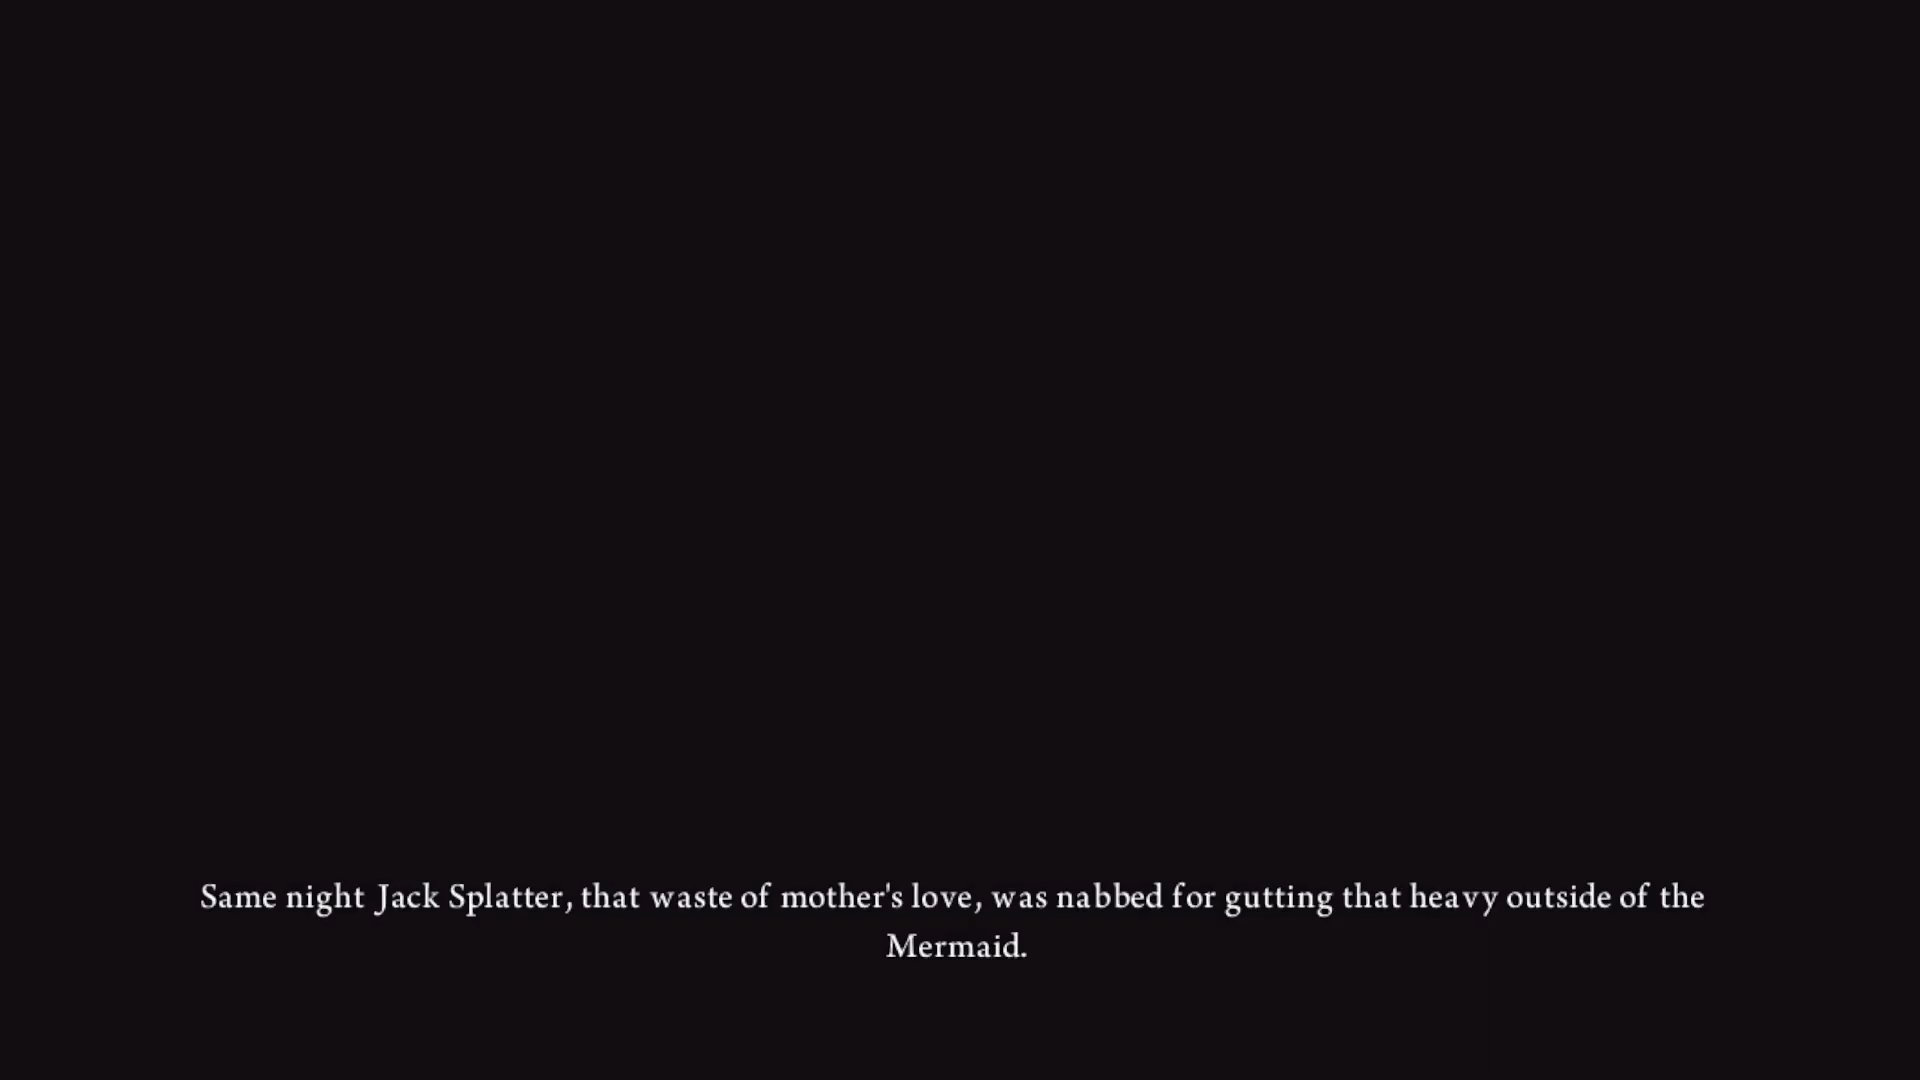 Same night Jack Splatter, that waste of mother's love, was nabbed for gutting that heavy outside of the
Mermaid.